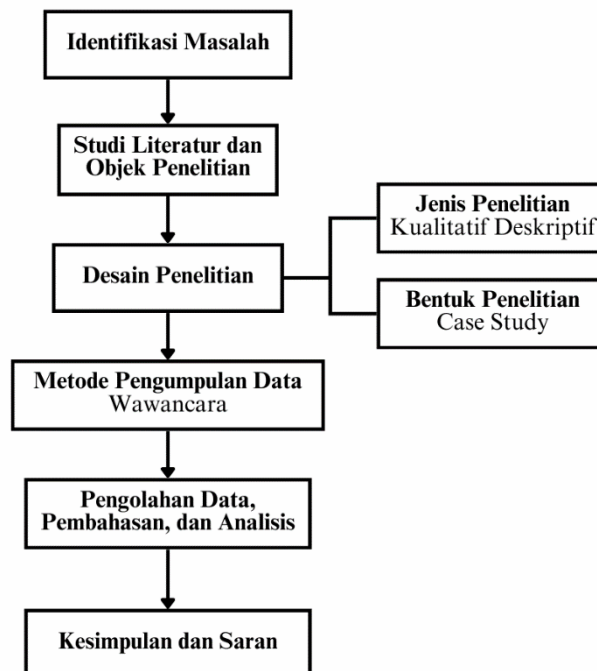 Identifikasi Masalah
Studi Literatur dan
Objek Penelitian
Desain Penelitian
Jenis Penelitian
Kualitatif Deskriptif
Bentuk Penelitian
Case Study
Metode Pengumpulan Data
Wawancara
Pengolahan Data,
Pembahasan, dan Analisis
Kesimpulan dan Saran